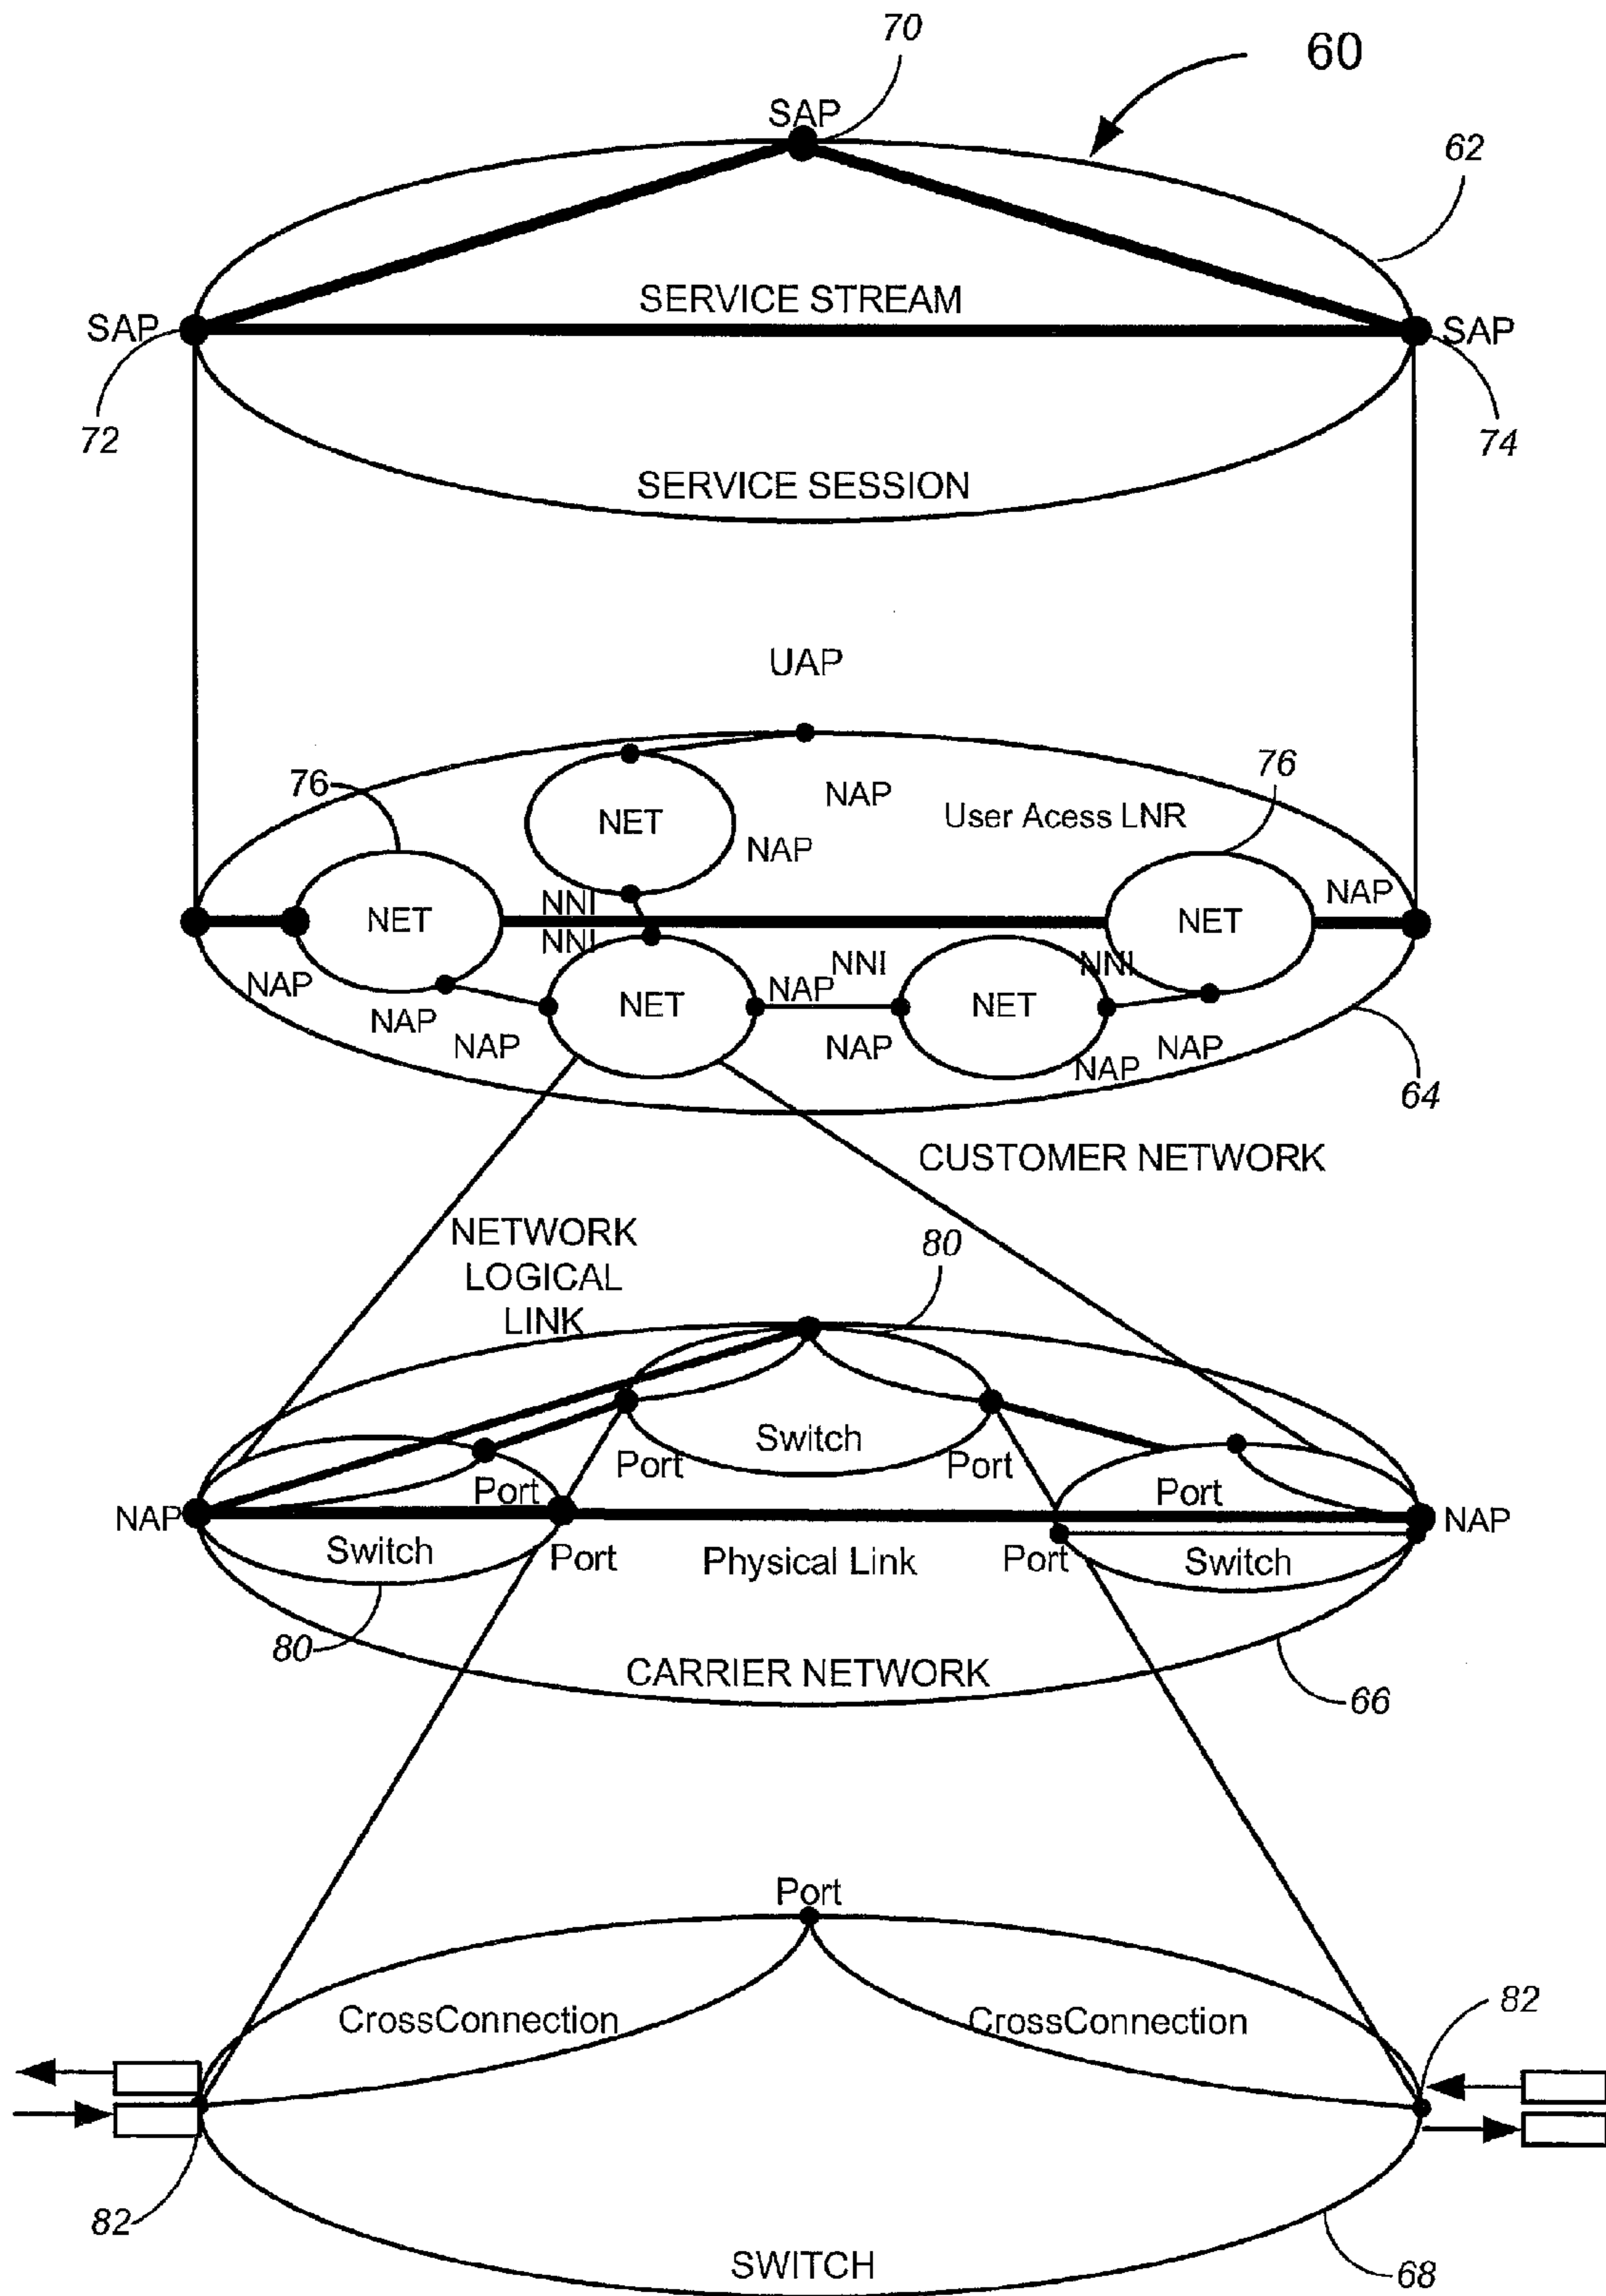 70
60
SAP
62
SERVICE STREAM
SAP
SAP
72
74
SERVICE SESSION
UAP
76
76
NAP
User Acess LNR
NET
NAP
NAP
NNI
NET
NET
NNI
NNI
NNI
NAP
NAP
NET
NET
NAP
NAP
NAP
NAP
NAP
64
CUSTOMER NETWORK
NETWORK
LOGICAL
LINK
80
Switch
Port
Port
Port
Port
NAP
NAP
Switch
Port
Physical Link
Port
Switch
80
CARRIER NETWORK
66
Port
82
CrossConnection
CrossConnection
82
SWITCH
68